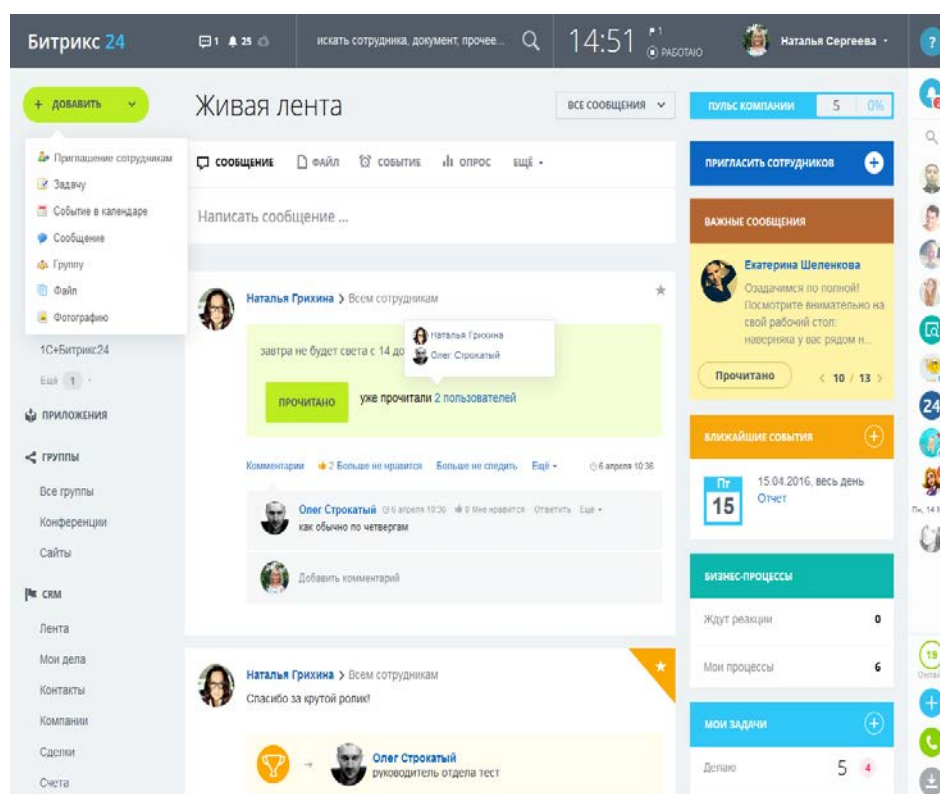 Битрикс 24
1
25
искать сотрудника, документ, прочее...
14:51
1
РАБОТАЮ
Наталья Сергеева
?
+ ДОБАВИТЬ
Приглашение сотрудникам
Задачу
Событие в календаре
Сообщение
Группу
Файл
Фотографию
1С+Битрикс24
Ещё 1
ПРИЛОЖЕНИЯ
ГРУППЫ
Все группы
Конференции
Сайты
CRM
Лента
Мои дела
Контакты
Компании
Сделки
Счета
Живая лента
ВСЕ СООБЩЕНИЯ
СООБЩЕНИЕ
ФАЙЛ
СОБЫТИЕ
ОПРОС
ЕЩЁ
Написать сообщение ...
Наталья Грихина > Всем сотрудникам
завтра не будет света с 14 до
Наталья Грихина
Олег Строкатый
ПРОЧИТАНО
уже прочитали 2 пользователей
Комментарии
2 Больше не нравится
Больше не следить
Ещё
6 апреля 10:36
Олег Строкатый 6 апреля 10:36 0 Мне нравится Ответить Ещё
как обычно по четвергам
Добавить комментарий
Наталья Грихина > Всем сотрудникам
Спасибо за крутой ролик!
Олег Строкатый
руководитель отдела тест
ПУЛЬС КОМПАНИИ 5 0%
ПРИГЛАСИТЬ СОТРУДНИКОВ +
ВАЖНЫЕ СООБЩЕНИЯ
Екатерина Шеленкова
Озадачимся по полной!
Посмотрите внимательно на
свой рабочий стол:
наверняка у вас рядом н...
Прочитано
< 10 / 13 >
БЛИЖАЙШИЕ СОБЫТИЯ +
Пт
15
15.04.2016, весь день
Отчет
БИЗНЕС-ПРОЦЕССЫ
Ждут реакции 0
Мои процессы 6
МОИ ЗАДАЧИ +
Делаю 5 4
24
19